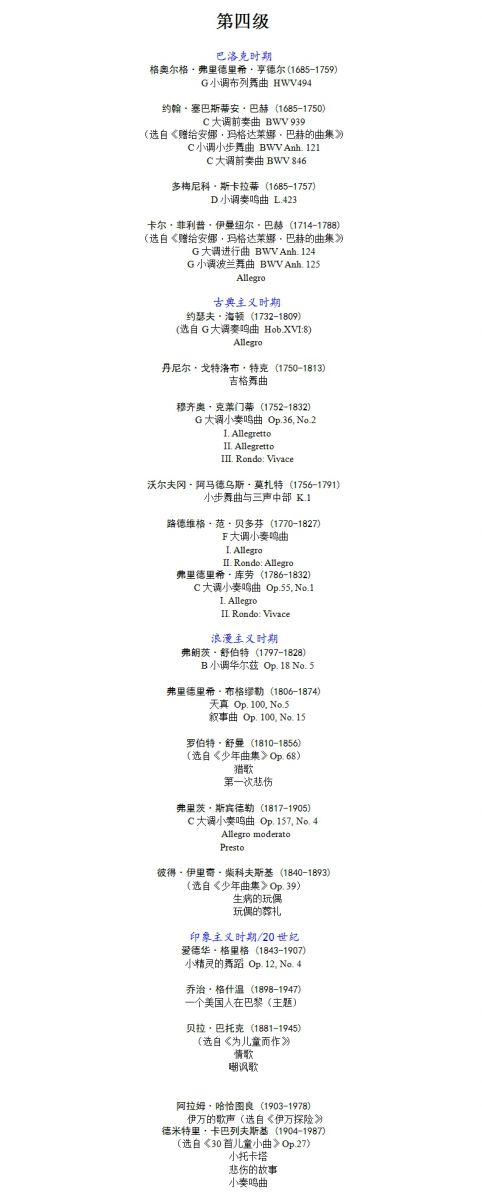 第四级
巴洛克时期
格奥尔格·弗里德里希·亨德尔(1685-1759)
G小调布列舞曲 HWV494
约翰·塞巴斯蒂安·巴赫 (1685-1750)
C大调前奏曲 BWV 939
(选自《赠给安娜·玛格达莱娜·巴赫的曲集》)
C小调小步舞曲 BWV Anh. 121
C大调前奏曲 BWV 846
多梅尼科·斯卡拉蒂 (1685-1757)
D小调奏鸣曲 L.423
卡尔·菲利普·伊曼纽尔·巴赫 (1714-1788)
(选自《赠给安娜·玛格达莱娜·巴赫的曲集》)
G大调进行曲 BWV Anh. 124
G小调波兰舞曲 BWV Anh. 125
Allegro
古典主义时期
约瑟夫·海顿 (1732-1809)
(选自G大调奏鸣曲 Hob.XVI:8)
Allegro
丹尼尔·戈特洛布·特克 (1750-1813)
吉格舞曲
穆齐奥·克莱门蒂 (1752-1832)
G大调小奏鸣曲 Op.36, No.2
I. Allegretto
II. Allegretto
III. Rondo: Vivace
沃尔夫冈·阿马德乌斯·莫扎特 (1756-1791)
小步舞曲与三声中部 K.1
路德维格·范·贝多芬 (1770-1827)
F大调小奏鸣曲
I. Allegro
II. Rondo: Allegro
弗里德里希·库劳 (1786-1832)
C大调小奏鸣曲 Op.55, No.1
I. Allegro
II. Rondo: Vivace
浪漫主义时期
弗朗茨·舒伯特 (1797-1828)
B小调华尔兹 Op. 18 No. 5
弗里德里希·布格缪勒 (1806-1874)
天真 Op. 100, No.5
叙事曲 Op. 100, No. 15
罗伯特·舒曼 (1810-1856)
(选自《少年曲集》Op. 68)
猎歌
第一次悲伤
弗里茨·斯宾德勒 (1817-1905)
C大调小奏鸣曲 Op. 157, No. 4
Allegro moderato
Presto
彼得·伊里奇·柴科夫斯基 (1840-1893)
(选自《少年曲集》Op. 39)
生病的玩偶
玩偶的葬礼
印象主义时期/20世纪
爱德华·格里格 (1843-1907)
小精灵的舞蹈 Op. 12, No. 4
乔治·格什温 (1898-1947)
一个美国人在巴黎（主题）
贝拉·巴托克 (1881-1945)
(选自《为儿童而作》)
情歌
嘲讽歌
阿拉姆·哈恰图良 (1903-1978)
伊万的歌声（选自《伊万探险》）
德米特里·卡巴列夫斯基 (1904-1987)
(选自《30首儿童小曲》Op.27)
小托卡塔
悲伤的故事
小奏鸣曲